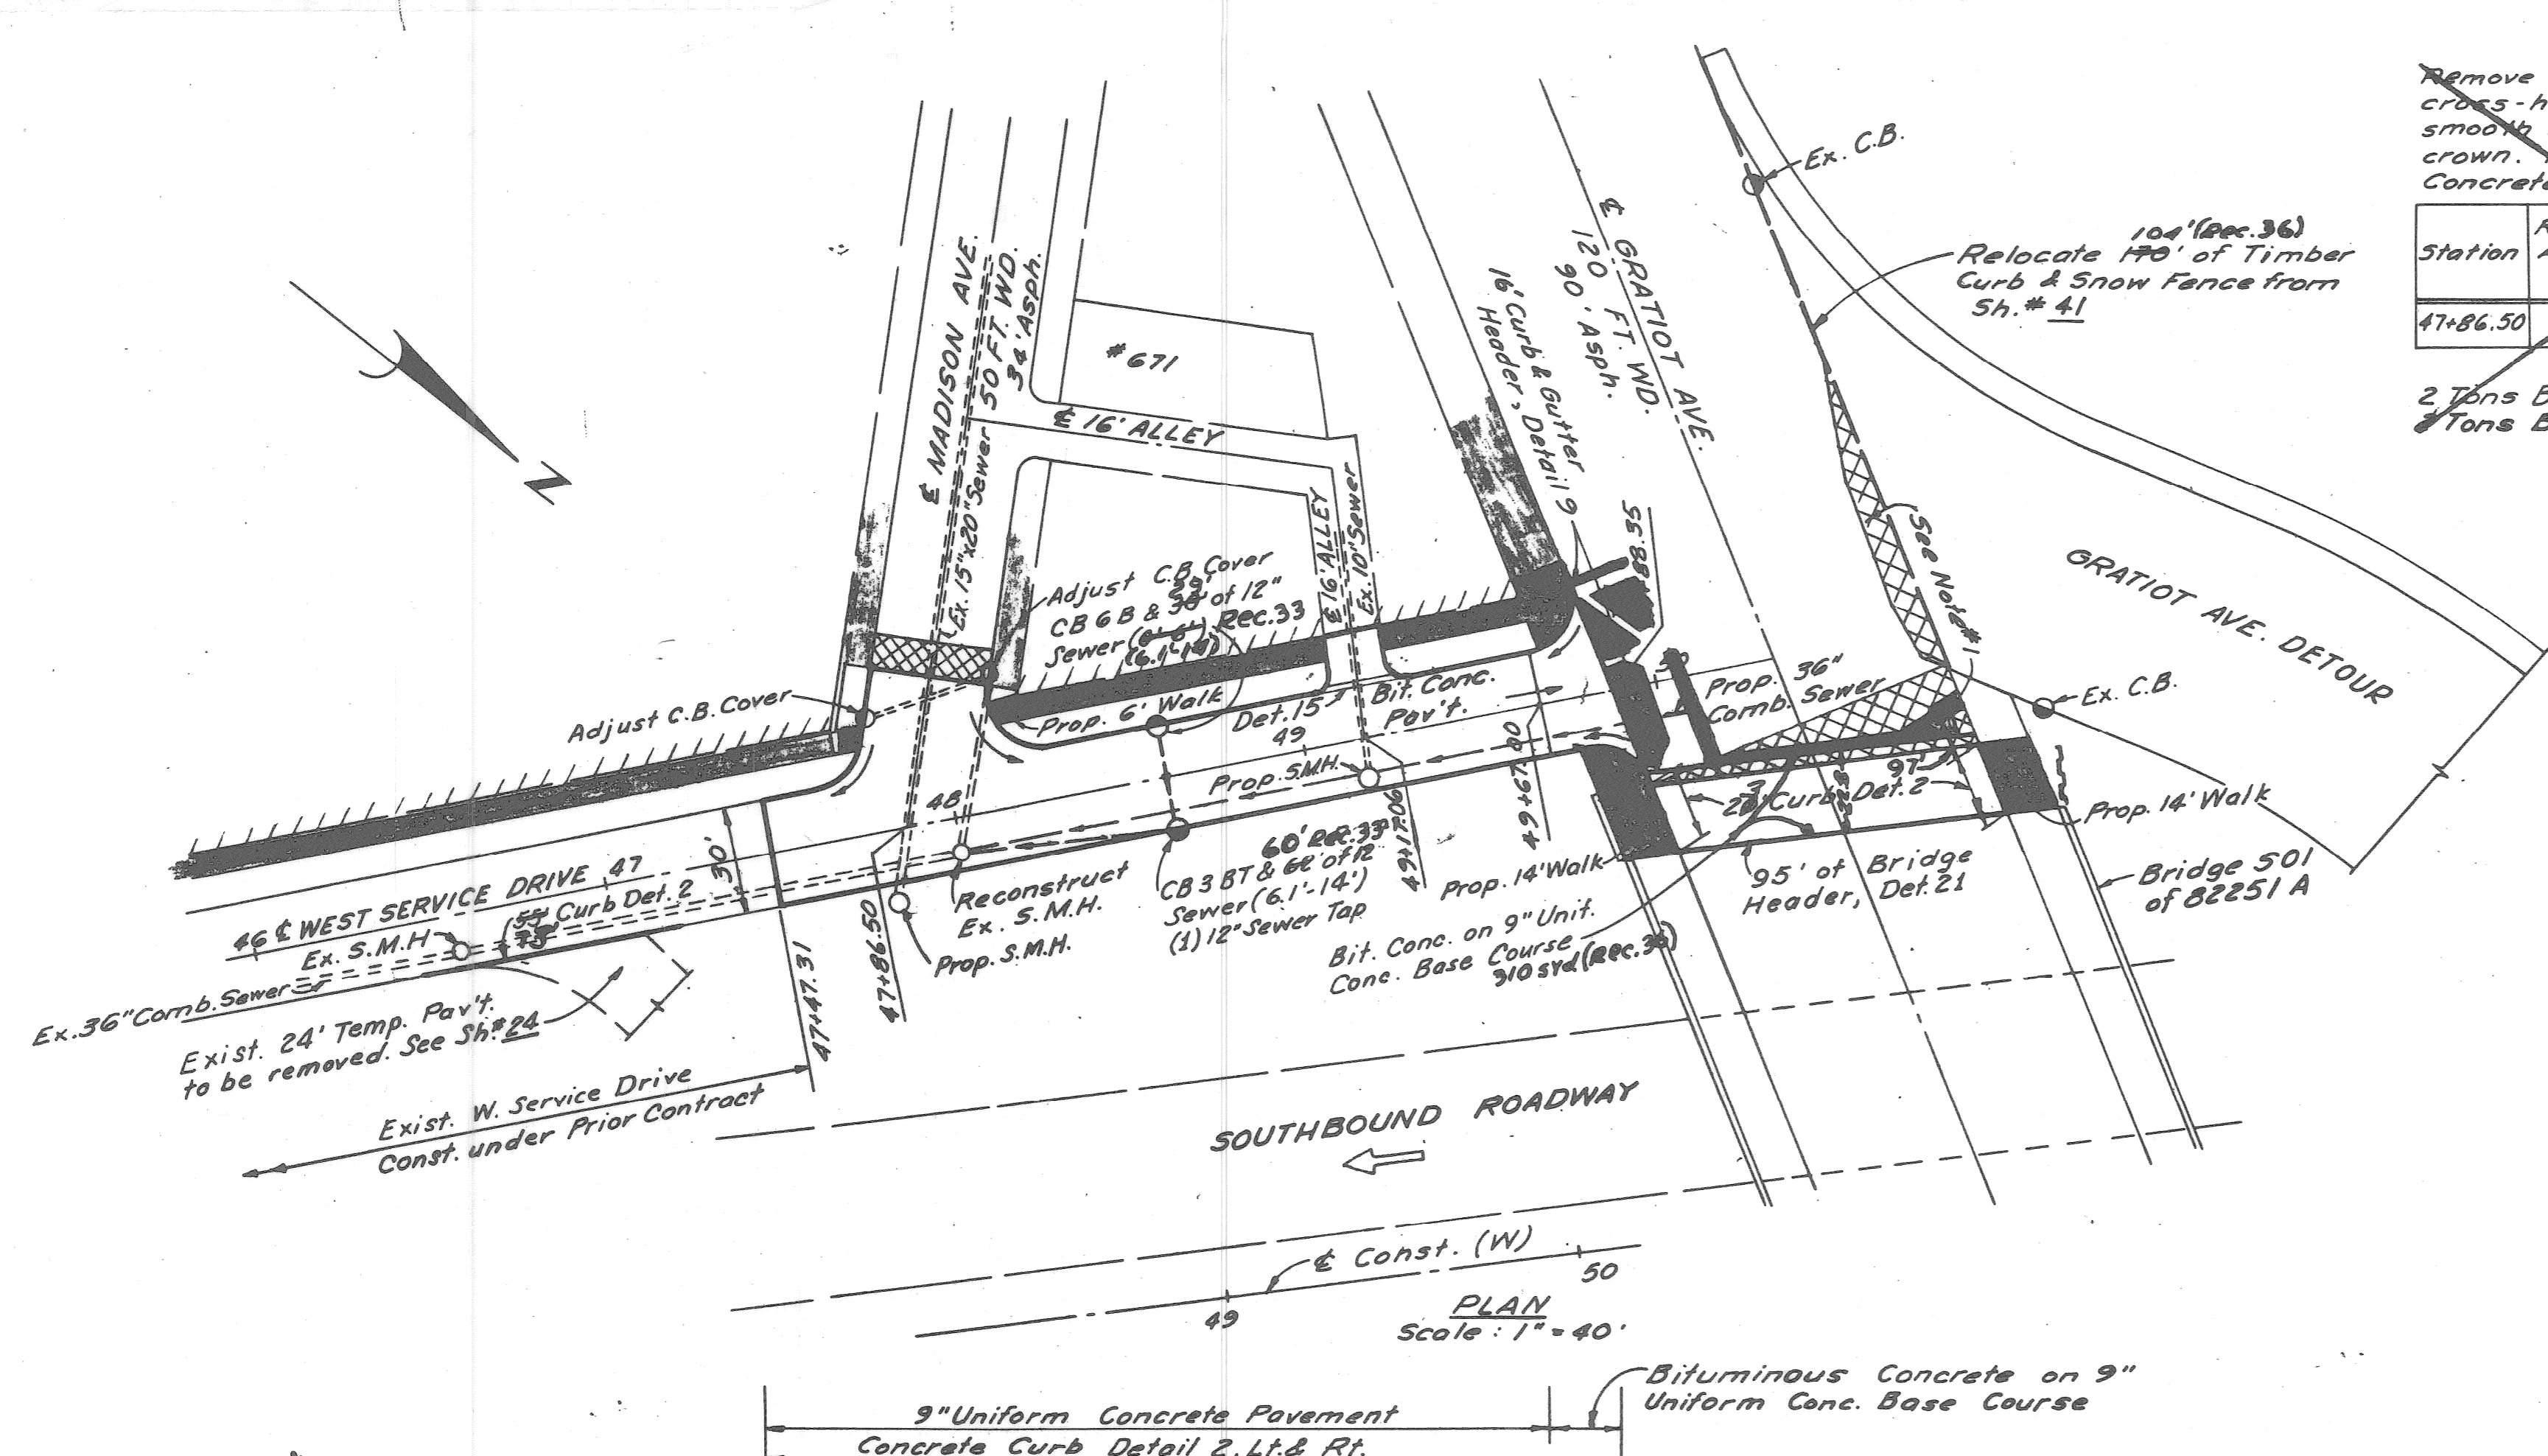 Remove
cross-h
smooth
crown.
Concrete
Station
47+86.50
2 Tons B
Tons B
Ex. C.B.
104' (Rec. 36)
Relocate 170' of Timber
Curb & Snow Fence from
Sh. # 41
℄ GRATIOT AVE.
120 FT. WD.
90' Asph.
16' Curb & Gutter
Header, Detail 9
℄ MADISON AVE.
50 FT. WD.
34' Asph.
Ex. 15"x20" Sewer
#671
℄ 16' ALLEY
℄ 16' ALLEY
Ex. 10" Sewer
N
88.35
See Note #1
GRATIOT AVE. DETOUR
Adjust C.B. Cover
29'
CB 6 B & 38' of 12"
Sewer (0'-6') Rec. 33
(6.1'-14')
Adjust C.B. Cover
Prop. 6' Walk
Det. 15
Bit. Conc.
Pav't.
49
Prop. 36"
Comb. Sewer
Ex. C.B.
Prop. S.M.H.
48
97'
Curb Det. 2
Prop. 14' Walk
30'
46 ℄ WEST SERVICE DRIVE 47
55' Curb Det. 2
75'
Ex. S.M.H
Ex. 36" Comb. Sewer
Exist. 24' Temp. Pav't.
to be removed. See Sh. #24
47+47.31
47+86.50
Reconstruct
Ex. S.M.H.
Prop. S.M.H.
60' Rec. 33
CB 3 BT & 62' of 12
Sewer (6.1'-14')
(1) 12" Sewer Tap
49+17.06
Prop. 14' Walk
95' of Bridge
Header, Det. 21
Bridge S01
of 82251 A
Bit. Conc. on 9" Unif.
Conc. Base Course
310 syd (Rec. 36)
Exist. W. Service Drive
Const. under Prior Contract
SOUTHBOUND ROADWAY
℄ Const. (W)
49
50
PLAN
Scale : 1" = 40'
9" Uniform Concrete Pavement
Concrete Curb Detail 2, Lt. & Rt.
Bituminous Concrete on 9"
Uniform Conc. Base Course